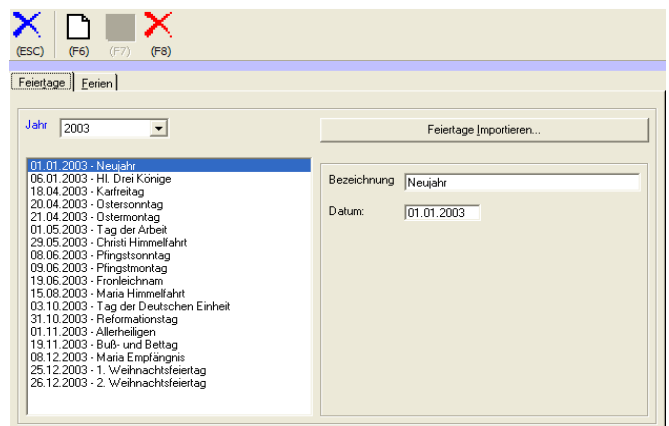 (ESC) (F6) (F7) (F8)
Feiertage Ferien
Jahr 2003
Feiertage Importieren...
01.01.2003 - Neujahr
06.01.2003 - Hl. Drei Könige
18.04.2003 - Karfreitag
20.04.2003 - Ostersonntag
21.04.2003 - Ostermontag
01.05.2003 - Tag der Arbeit
29.05.2003 - Christi Himmelfahrt
08.06.2003 - Pfingstsonntag
09.06.2003 - Pfingstmontag
19.06.2003 - Fronleichnam
15.08.2003 - Maria Himmelfahrt
03.10.2003 - Tag der Deutschen Einheit
31.10.2003 - Reformationstag
01.11.2003 - Allerheiligen
19.11.2003 - Buß- und Bettag
08.12.2003 - Maria Empfängnis
25.12.2003 - 1. Weihnachtsfeiertag
26.12.2003 - 2. Weihnachtsfeiertag
Bezeichnung Neujahr
Datum: 01.01.2003